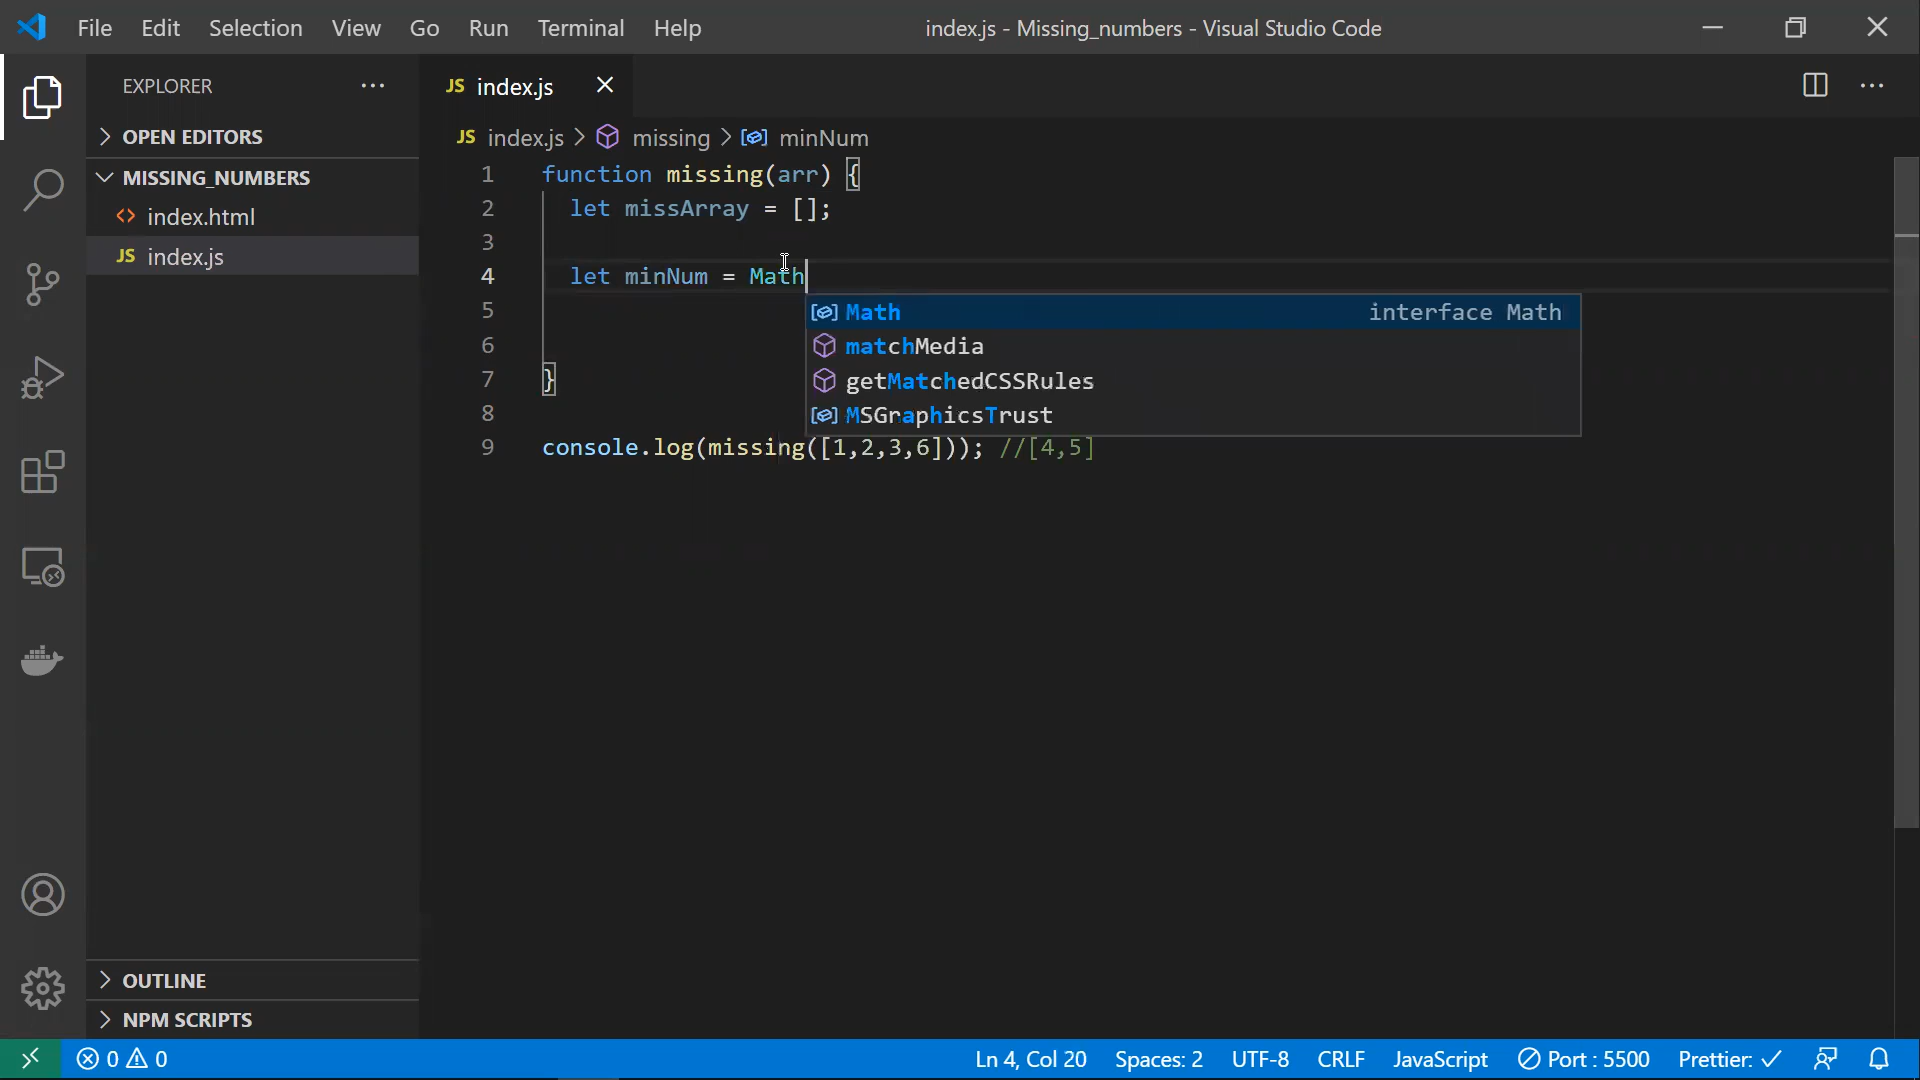 File Edit Selection View Go Run Terminal Help index.js - Missing_numbers - Visual Studio Code
EXPLORER
OPEN EDITORS
MISSING_NUMBERS
<> index.html
JS index.js
JS index.js
JS index.js > missing > minNum
1 function missing(arr) {
2 let missArray = [];
3
4 let minNum = Math
5
6
7 }
8
9 console.log(missing([1,2,3,6])); //[4,5]
Math interface Math
matchMedia
getMatchedCSSRules
MSGraphicsTrust
OUTLINE
NPM SCRIPTS
0 0 Ln 4, Col 20 Spaces: 2 UTF-8 CRLF JavaScript Port : 5500 Prettier: ✓